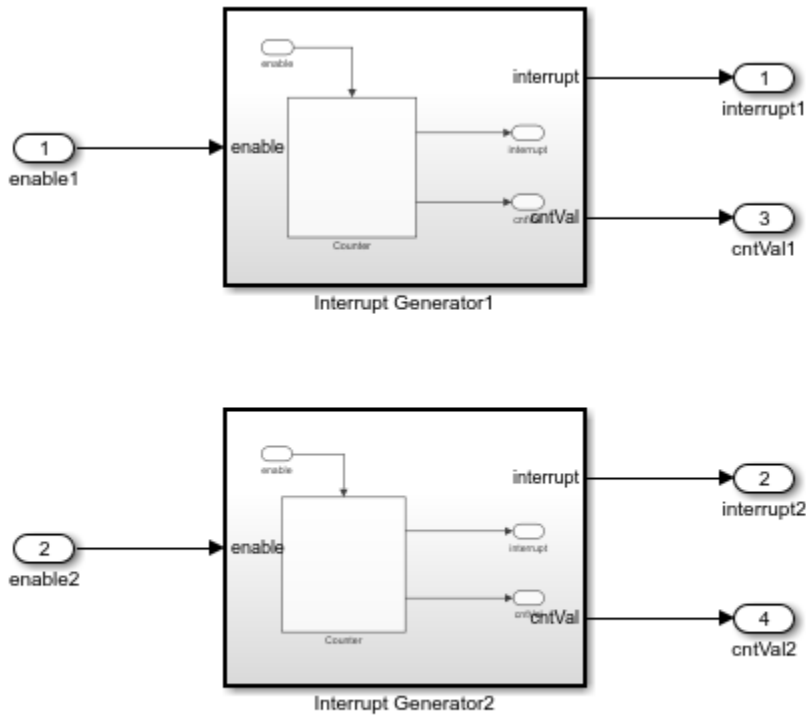 enable
interrupt
1
interrupt1
1
enable1
enable
interrupt
cntVal
3
cntVal1
Counter
Interrupt Generator1
enable
interrupt
2
interrupt2
2
enable2
enable
interrupt
cntVal
4
cntVal2
Counter
Interrupt Generator2